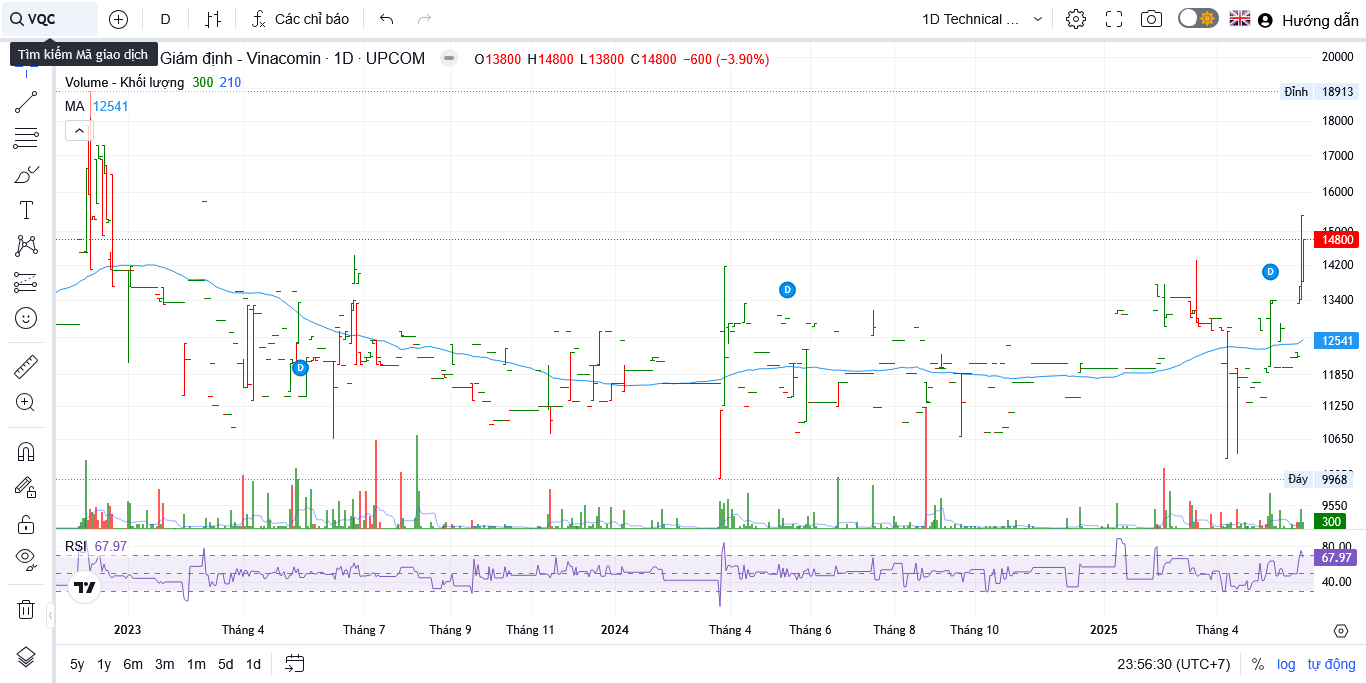 VQC
D
Các chỉ báo
1D Technical ...
Hướng dẫn
Tìm kiếm Mã giao dịch
Giám định - Vinacomin · 1D · UPCOM
O13800 H14800 L13800 C14800 −600 (−3.90%)
Volume - Khối lượng 300 210
MA 12541
20000
Đỉnh 18913
18000
17000
16000
14800
14200
13400
12541
11850
11250
10650
Đáy 9968
9550
300
D
D
D
RSI 67.97
80.00
67.97
40.00
2023
Tháng 4
Tháng 7
Tháng 9
Tháng 11
2024
Tháng 4
Tháng 6
Tháng 8
Tháng 10
2025
Tháng 4
5y 1y 6m 3m 1m 5d 1d
23:56:30 (UTC+7)
% log tự động